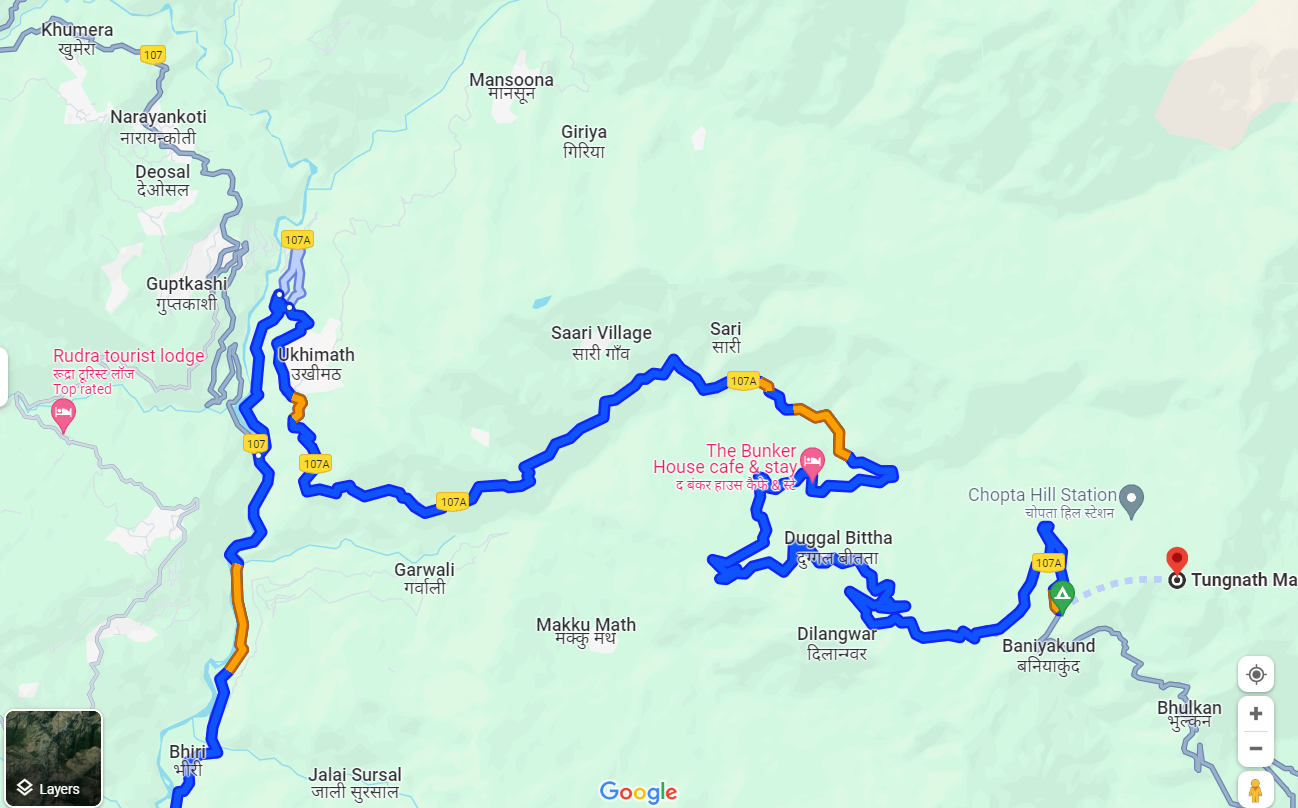 Khumera
खुमेरा
107
Mansoona
मानसून
Narayankoti
नारायन्कोती
Giriya
गिरिया
Deosal
देओसल
107A
Guptkashi
गुप्तकाशी
Saari Village
सारी गाँव
Sari
सारी
Ukhimath
उखीमठ
Rudra tourist lodge
रूद्रा टूरिस्ट लॉज
Top rated
107A
107
107A
107A
The Bunker
House cafe & stay
द बंकर हाउस कैफ़े & स्टे
Chopta Hill Station
चोपता हिल स्टेशन
Duggal Bittha
दुग्गल बीतता
107A
Garwali
गर्वाली
Tungnath Ma
Makku Math
मक्कु मठ
Dilangwar
दिलान्ग्वर
Baniyakund
बनियाकुंद
Bhulkan
भुल्कन
Bhiri
भीरी
Jalai Sursal
जाली सुरसाल
Layers
Google